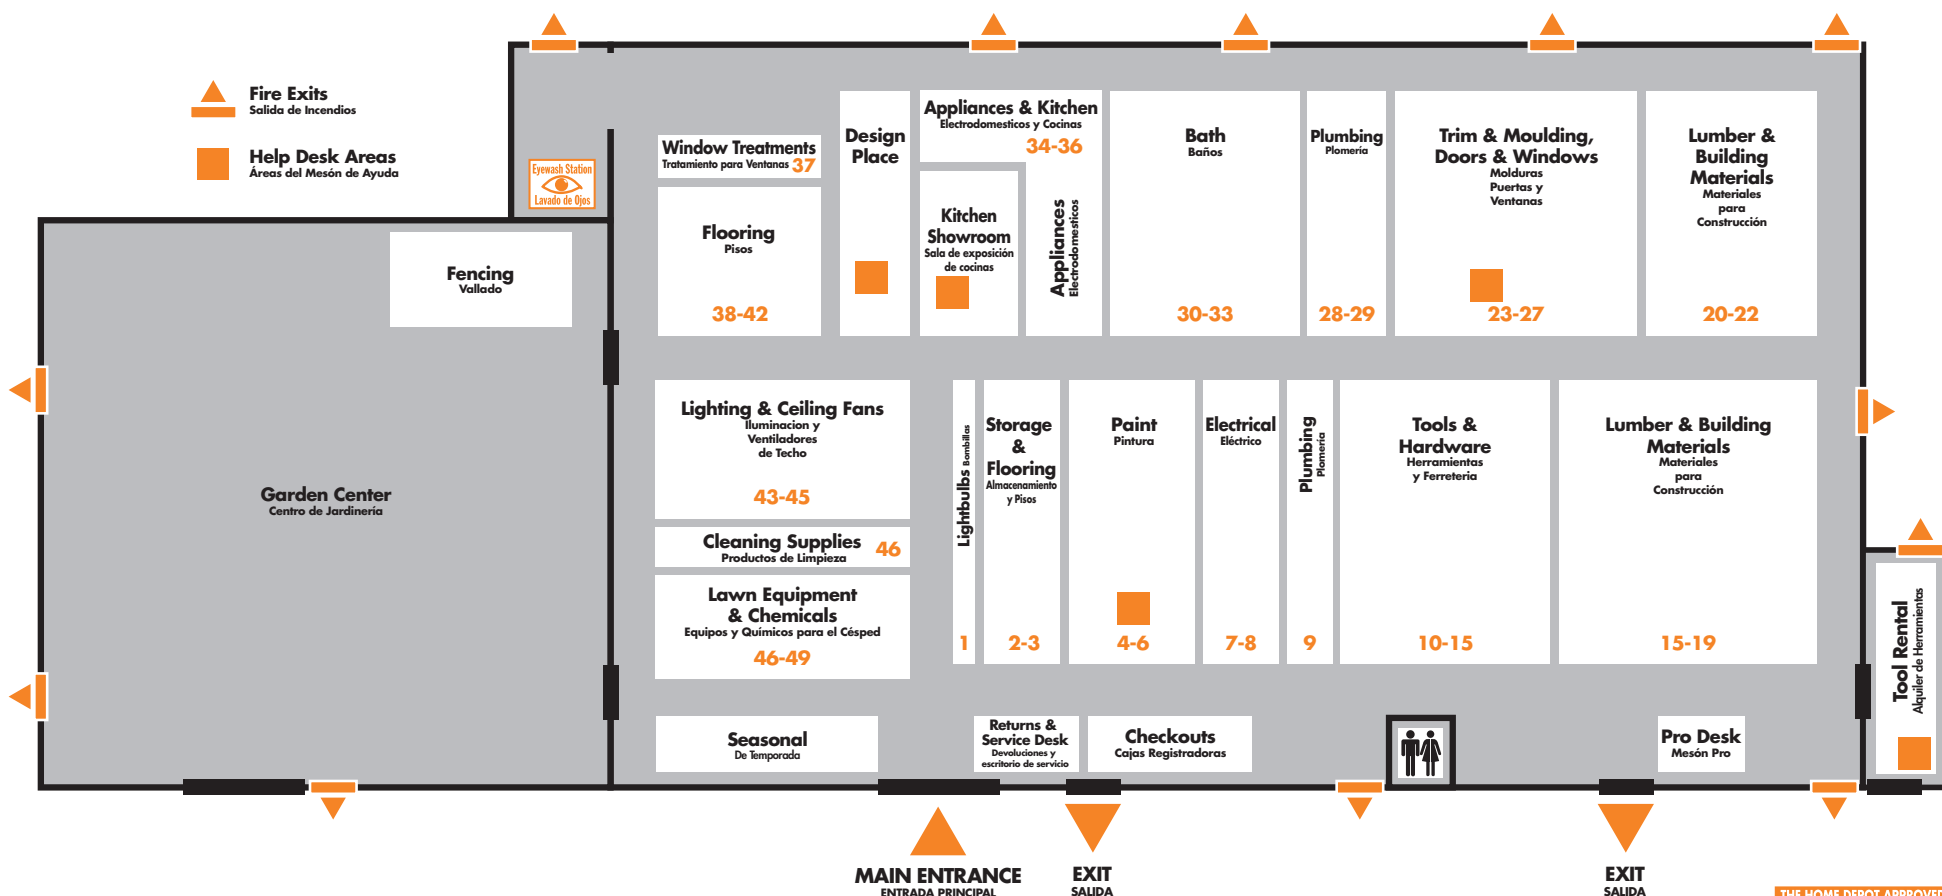 Fire Exits
Salida de Incendios
Help Desk Areas
Áreas del Mesón de Ayuda
Eyewash Station
Lavado de Ojos
Fencing
Vallado
Garden Center
Centro de Jardinería
Window Treatments
Tratamiento para Ventanas 37
Flooring
Pisos
38-42
Design
Place
Appliances & Kitchen
Electrodomesticos y Cocinas
34-36
Kitchen
Showroom
Sala de exposición
de cocinas
Appliances
Electrodomesticos
Bath
Baños
30-33
Plumbing
Plomería
28-29
Trim & Moulding,
Doors & Windows
Molduras
Puertas y
Ventanas
23-27
Lumber &
Building
Materials
Materiales
para
Construcción
20-22
Lighting & Ceiling Fans
Iluminacion y
Ventiladores
de Techo
43-45
Cleaning Supplies 46
Productos de Limpieza
Lawn Equipment
& Chemicals
Equipos y Químicos para el Césped
46-49
Lightbulbs Bombillas
1
Storage
&
Flooring
Almacenamiento
y Pisos
2-3
Paint
Pintura
4-6
Electrical
Eléctrico
7-8
Plumbing
Plomería
9
Tools &
Hardware
Herramientas
y Ferreteria
10-15
Lumber & Building
Materials
Materiales
para
Construcción
15-19
Tool Rental
Alquiler de Herramientas
Seasonal
De Temporada
Returns &
Service Desk
Devoluciones y
escritorio de servicio
Checkouts
Cajas Registradoras
Pro Desk
Mesón Pro
MAIN ENTRANCE
ENTRADA PRINCIPAL
EXIT
SALIDA
EXIT
SALIDA
THE HOME DEPOT APPROVED